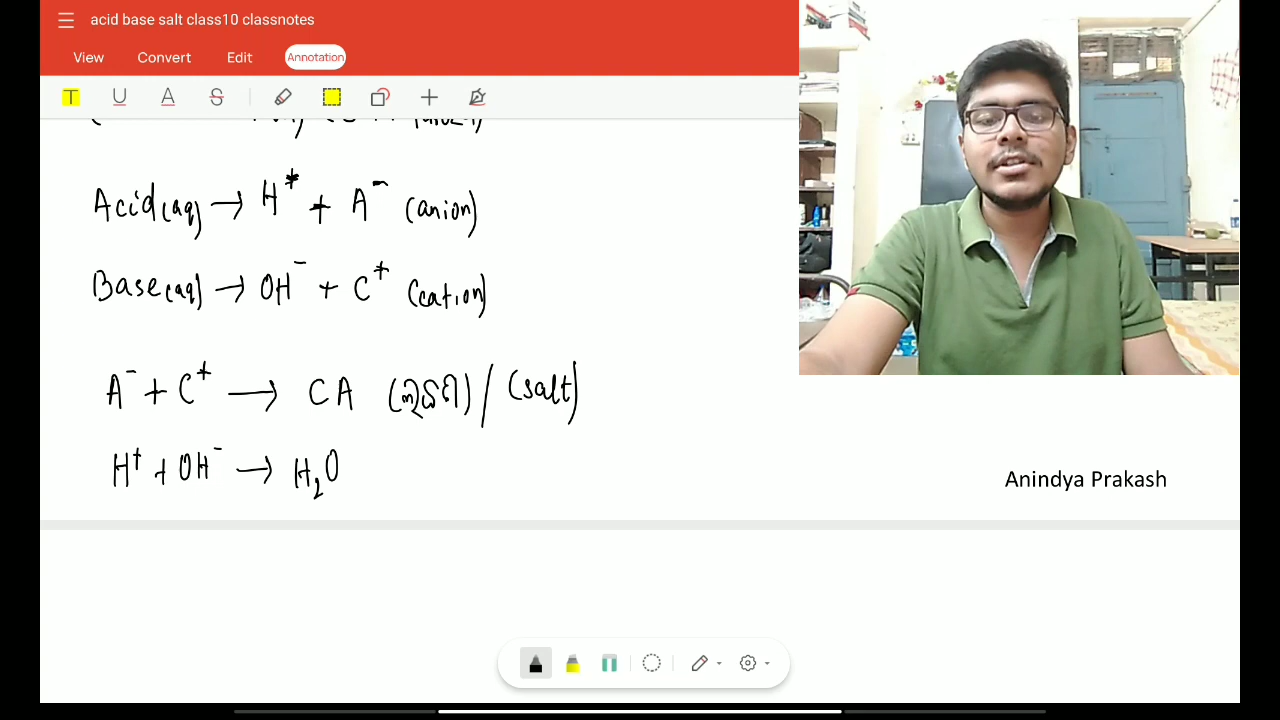 acid base salt class10 classnotes
View Convert Edit Annotation
T U A S
Acid(aq) → H⁺ + A⁻ (anion)
Base(aq) → OH⁻ + C⁺ (cation)
A⁻ + C⁺ → CA (ଲବଣ) / (salt)
H⁺ + OH⁻ → H₂O
Anindya Prakash